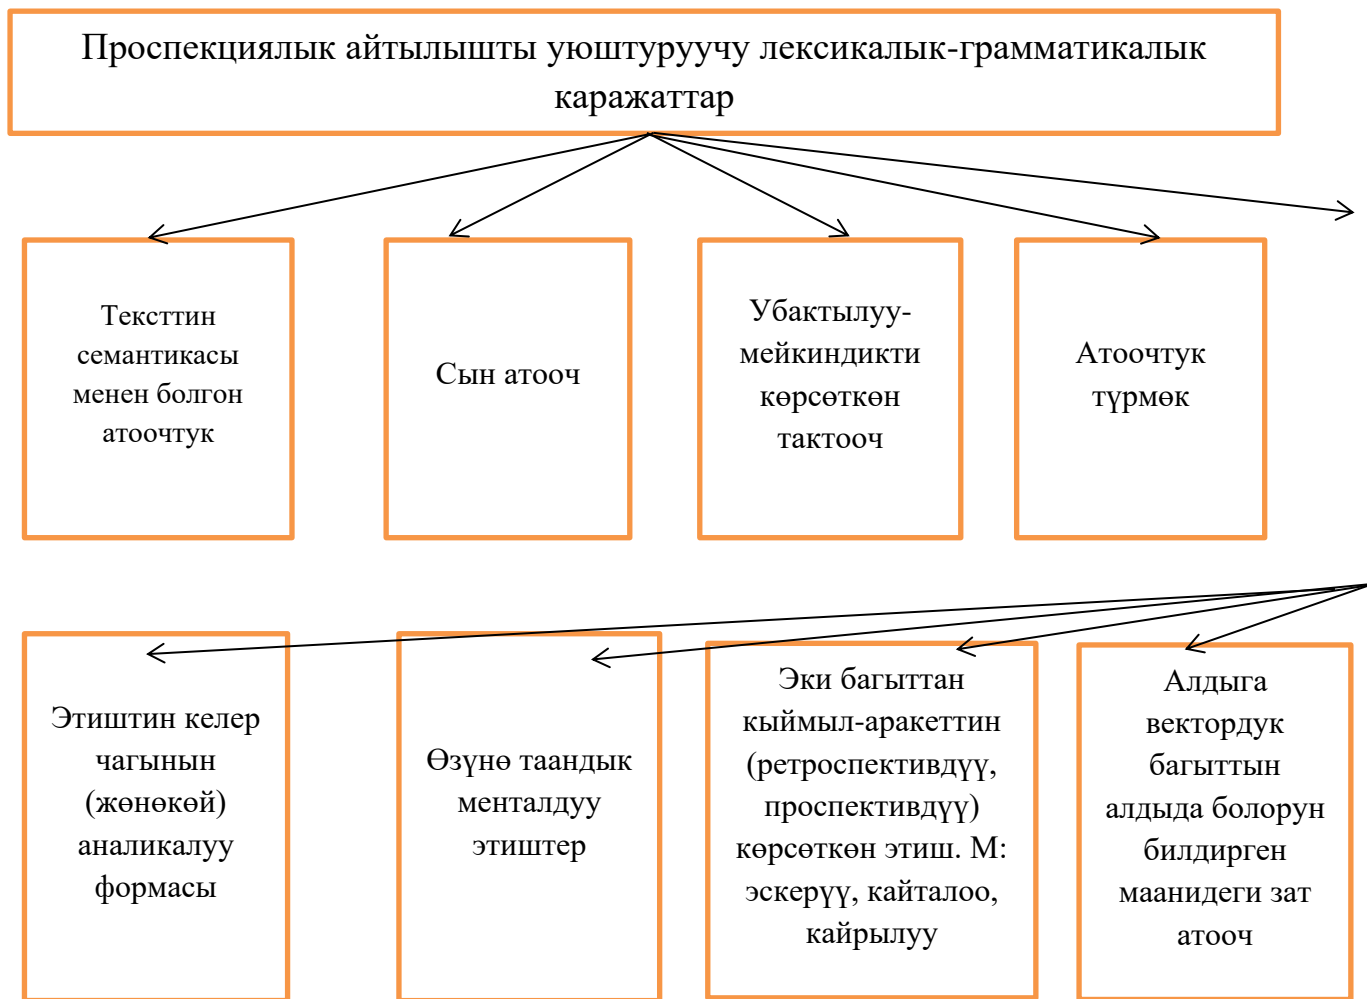 Проспекциялык айтылышты уюштуруучу лексикалык-грамматикалык
каражаттар
Тексттин
семантикасы
менен болгон
атоочтук
Сын атооч
Убактылуу-
мейкиндикти
көрсөткөн
тактооч
Атоочтук
түрмөк
Этиштин келер
чагынын
(жөнөкөй)
аналикалуу
формасы
Өзүнө таандык
менталдуу
этиштер
Эки багыттан
кыймыл-аракеттин
(ретроспективдүү,
проспективдүү)
көрсөткөн этиш. М:
эскерүү, кайталоо,
кайрылуу
Алдыга
вектордук
багыттын
алдыда болорун
билдирген
маанидеги зат
атооч